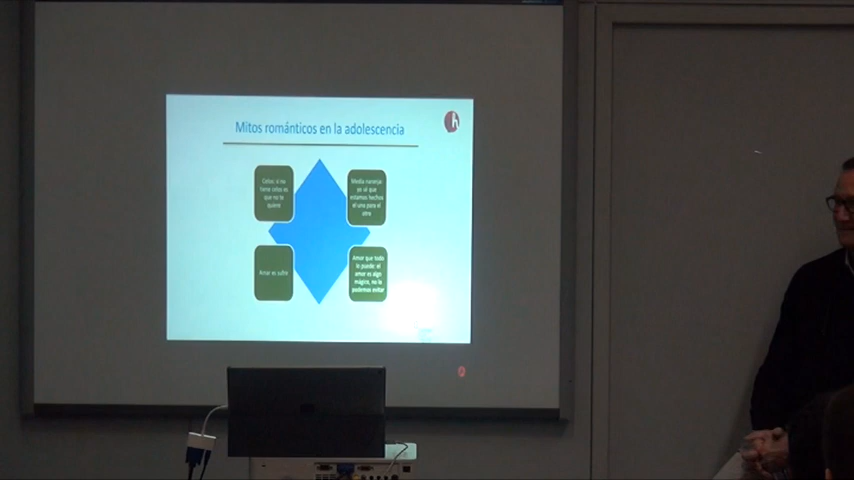 Mitos románticos en la adolescencia
h
Celos: si no
tiene celos es
que no te
quiere
Media naranja:
yo sé que
estamos hechos
el uno para el
otro
Amar es sufrir
Amor que todo
lo puede: el
amor es algo
mágico, no lo
podemos evitar